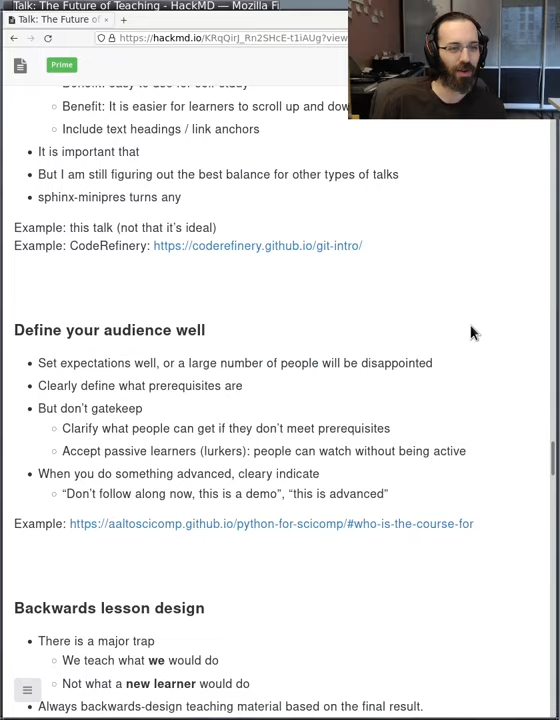 Talk: The Future of Teaching - HackMD — Mozilla Fi
Talk: The Future of
https://hackmd.io/KRqQirJ_Rn2SHcE-t1iAUg?view
Prime
Benefit: easy to use for self study
Benefit: It is easier for learners to scroll up and dow
Include text headings / link anchors
It is important that
But I am still figuring out the best balance for other types of talks
sphinx-minipres turns any
Example: this talk (not that it's ideal)
Example: CodeRefinery: https://coderefinery.github.io/git-intro/
Define your audience well
Set expectations well, or a large number of people will be disappointed
Clearly define what prerequisites are
But don't gatekeep
Clarify what people can get if they don't meet prerequisites
Accept passive learners (lurkers): people can watch without being active
When you do something advanced, cleary indicate
"Don't follow along now, this is a demo", "this is advanced"
Example: https://aaltoscicomp.github.io/python-for-scicomp/#who-is-the-course-for
Backwards lesson design
There is a major trap
We teach what we would do
Not what a new learner would do
Always backwards-design teaching material based on the final result.